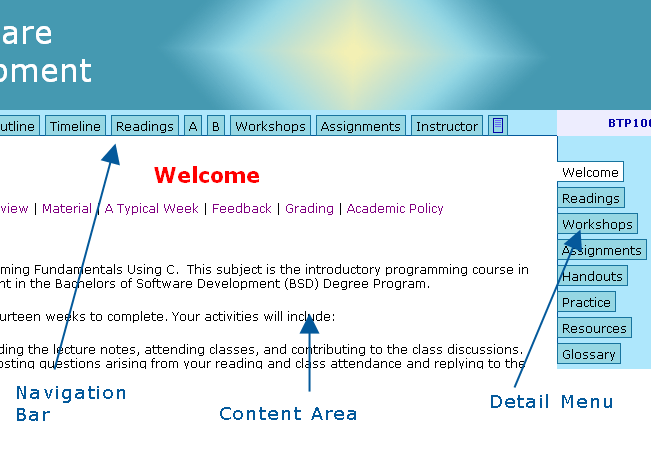 are
pment
utline Timeline Readings A B Workshops Assignments Instructor
BTP100
Welcome
view | Material | A Typical Week | Feedback | Grading | Academic Policy
ming Fundamentals Using C. This subject is the introductory programming course in
nt in the Bachelors of Software Development (BSD) Degree Program.
urteen weeks to complete. Your activities will include:
ding the lecture notes, attending classes, and contributing to the class discussions.
osting questions arising from your reading and class attendance and replying to the
Welcome
Readings
Workshops
Assignments
Handouts
Practice
Resources
Glossary
Navigation
Bar
Content Area
Detail Menu